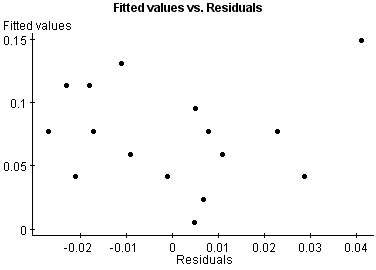 Fitted values vs. Residuals
Fitted values
0.15
0.1
0.05
0
-0.02 -0.01 0 0.01 0.02 0.03 0.04
Residuals